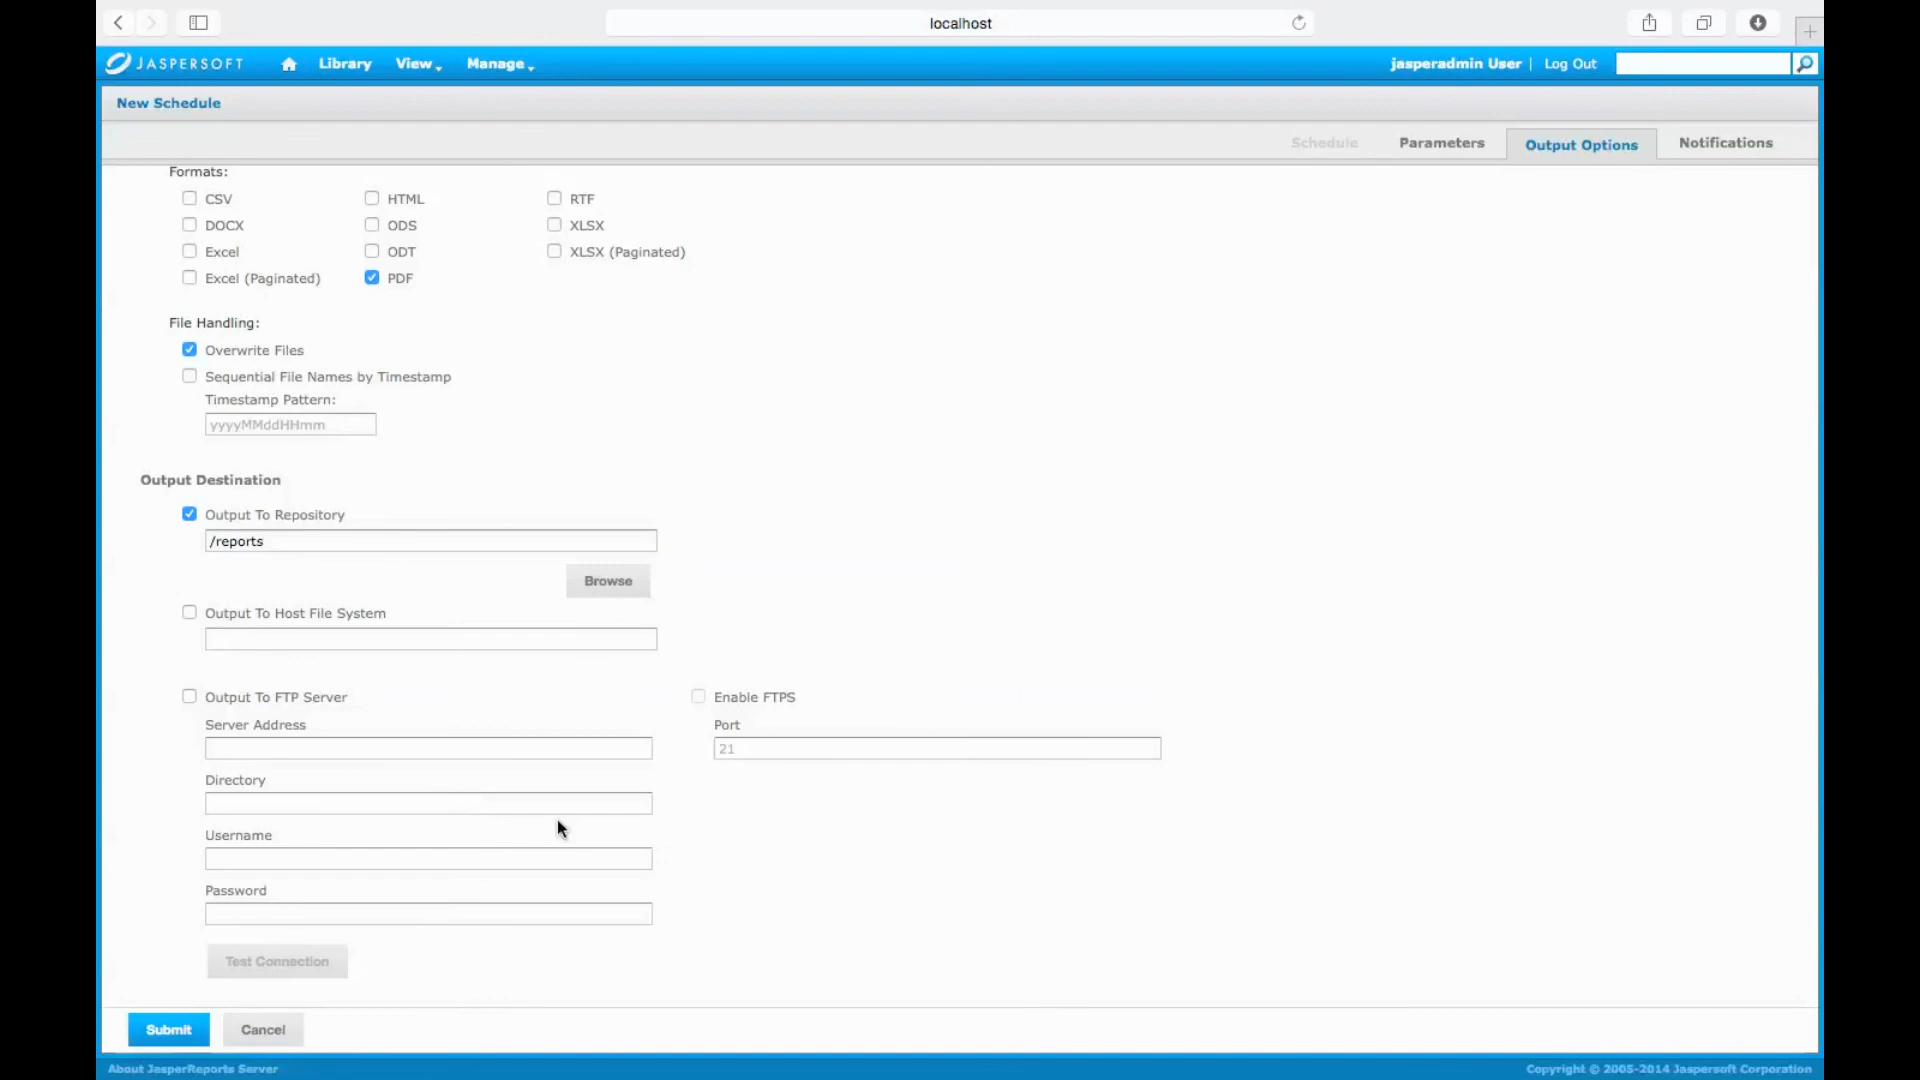 localhost
JASPERSOFT Library View Manage jasperadmin User | Log Out
New Schedule
Schedule Parameters Output Options Notifications
Formats:
CSV HTML RTF
DOCX ODS XLSX
Excel ODT XLSX (Paginated)
Excel (Paginated) PDF
File Handling:
Overwrite Files
Sequential File Names by Timestamp
Timestamp Pattern:
yyyyMMddHHmm
Output Destination
Output To Repository
/reports
Browse
Output To Host File System
Output To FTP Server Enable FTPS
Server Address Port
21
Directory
Username
Password
Test Connection
Submit Cancel
About JasperReports Server Copyright © 2005-2014 Jaspersoft Corporation